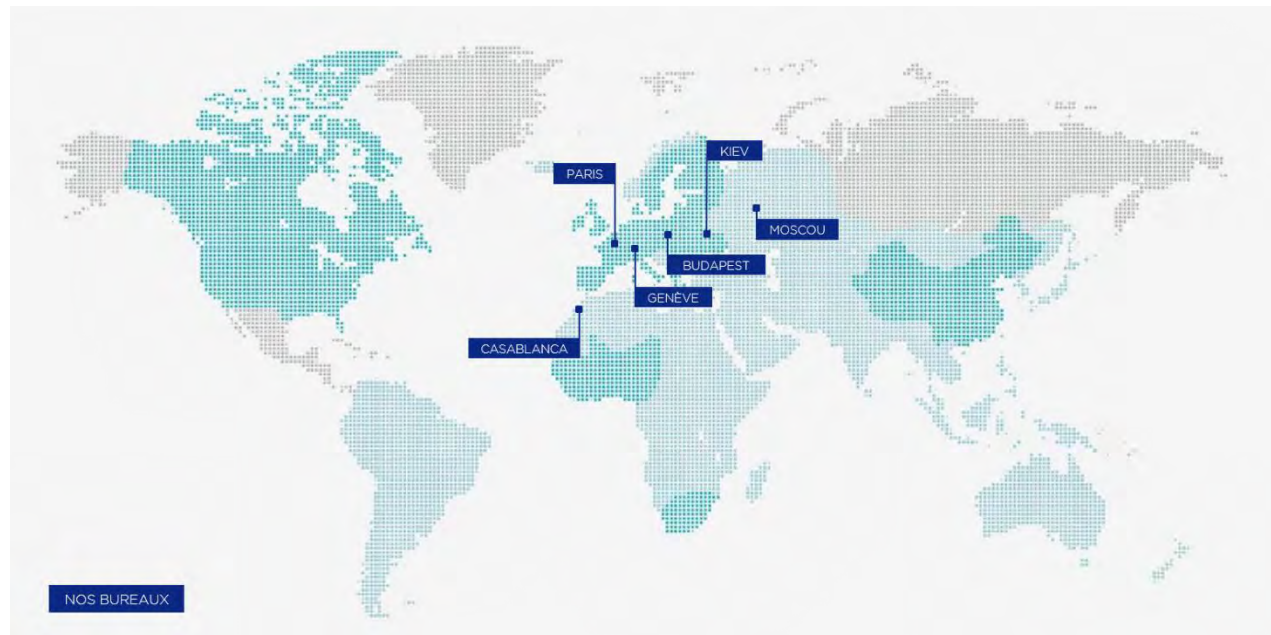 KIEV
PARIS
MOSCOU
BUDAPEST
GENÈVE
CASABLANCA
NOS BUREAUX